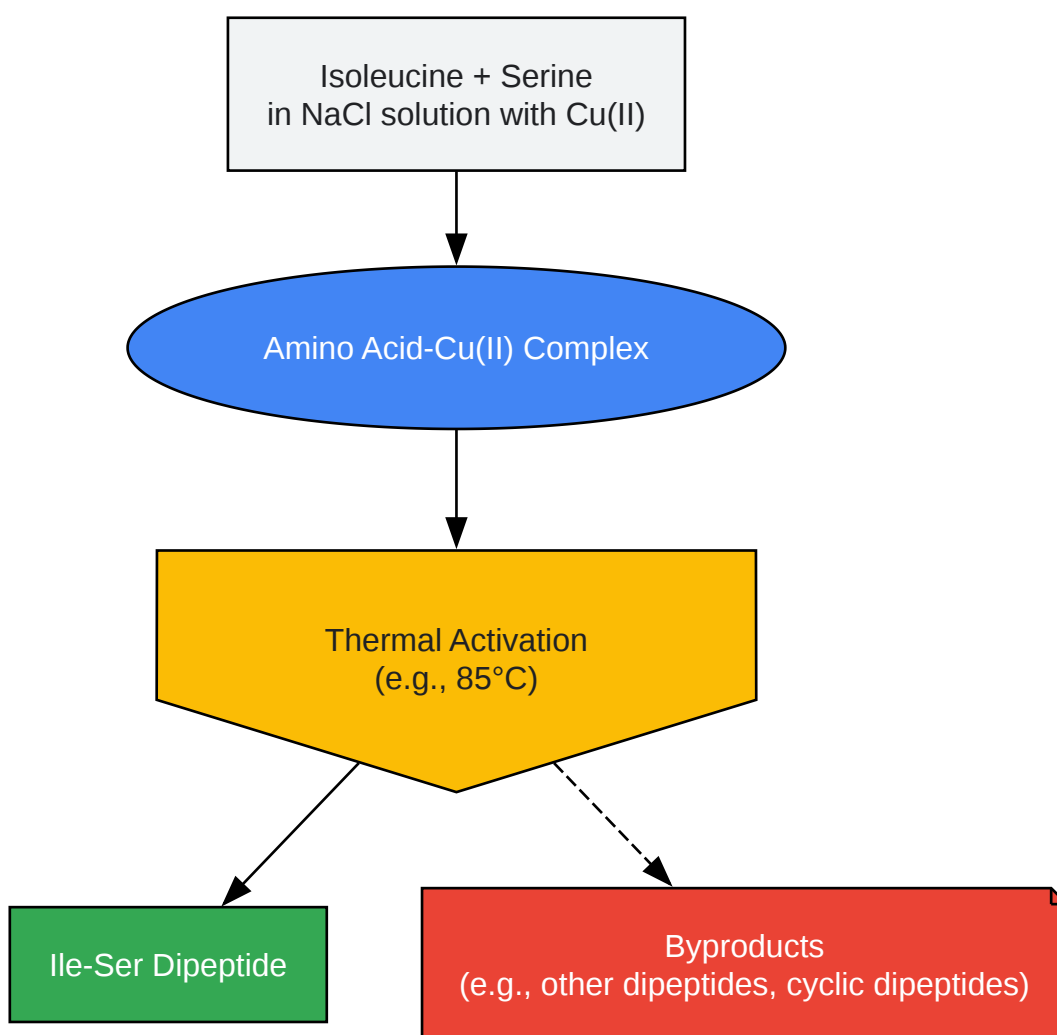 Isoleucine + Serine
in NaCl solution with Cu(II)
Amino Acid-Cu(II) Complex
Thermal Activation
(e.g., 85°C)
Ile-Ser Dipeptide
Byproducts
(e.g., other dipeptides, cyclic dipeptides)